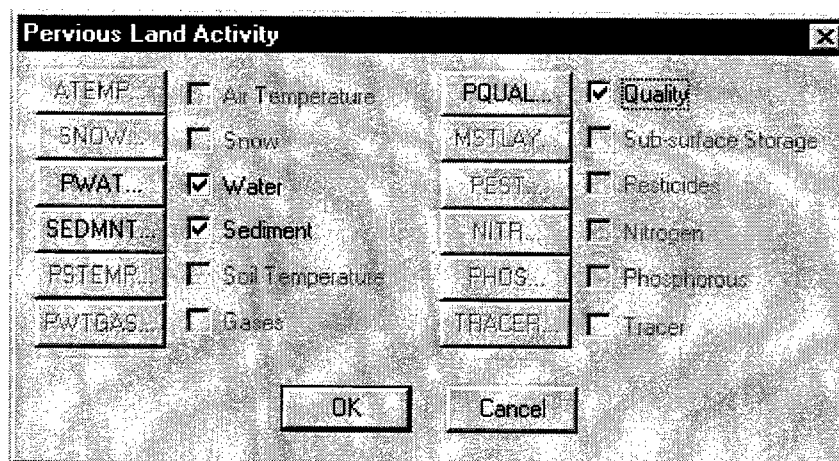 Pervious Land Activity
ATEMP... Air Temperature
SNOW... Snow
PWAT... Water
SEDMNT... Sediment
PSTEMP... Soil Temperature
PWTGAS... Gases
PQUAL... Quality
MSTLAY... Sub-surface Storage
PEST... Pesticides
NITR... Nitrogen
PHOS... Phosphorous
TRACER... Tracer
OK Cancel